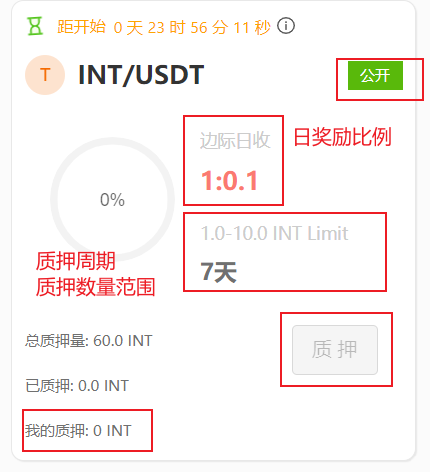 距开始 0 天 23 时 56 分 11 秒
T
INT/USDT
公开
边际日收
日奖励比例
1:0.1
0%
1.0-10.0 INT Limit
质押周期
7天
质押数量范围
总质押量: 60.0 INT
质 押
已质押: 0.0 INT
我的质押: 0 INT